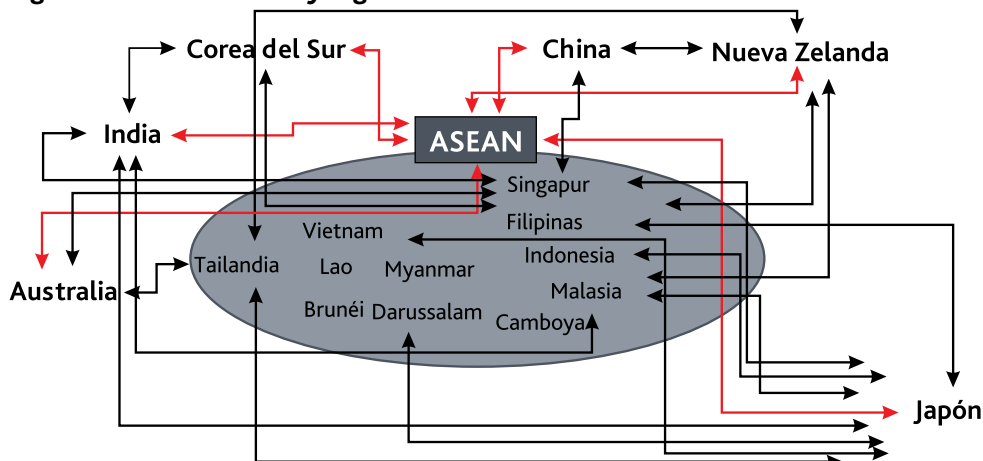 Corea del Sur
China
Nueva Zelanda
India
ASEAN
Singapur
Filipinas
Vietnam
Indonesia
Tailandia
Lao
Myanmar
Australia
Malasia
Brunéi Darussalam
Camboya
Japón